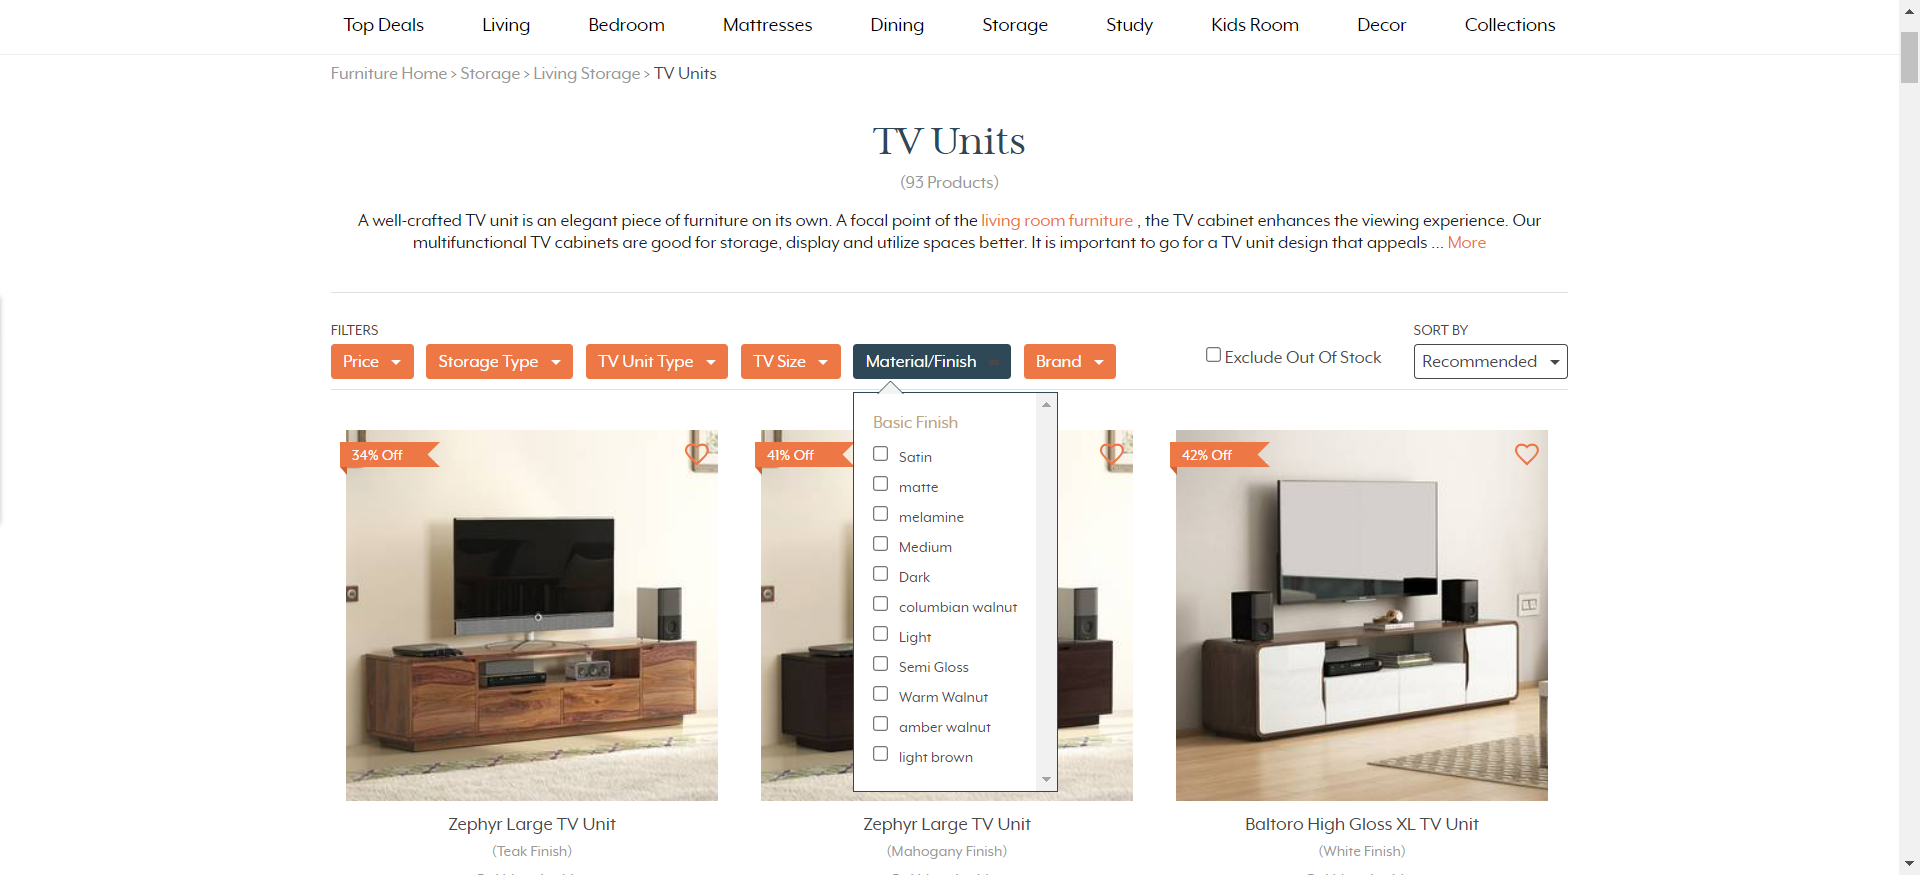 Top Deals Living Bedroom Mattresses Dining Storage Study Kids Room Decor Collections
Furniture Home > Storage > Living Storage > TV Units
TV Units
(93 Products)
A well-crafted TV unit is an elegant piece of furniture on its own. A focal point of the living room furniture , the TV cabinet enhances the viewing experience. Our
multifunctional TV cabinets are good for storage, display and utilize spaces better. It is important to go for a TV unit design that appeals ... More
FILTERS
Price Storage Type TV Unit Type TV Size Material/Finish Brand
Exclude Out Of Stock
SORT BY
Recommended
Basic Finish
Satin
matte
melamine
Medium
Dark
columbian walnut
Light
Semi Gloss
Warm Walnut
amber walnut
light brown
34% Off
41% Off
42% Off
Zephyr Large TV Unit
(Teak Finish)
Zephyr Large TV Unit
(Mahogany Finish)
Baltoro High Gloss XL TV Unit
(White Finish)